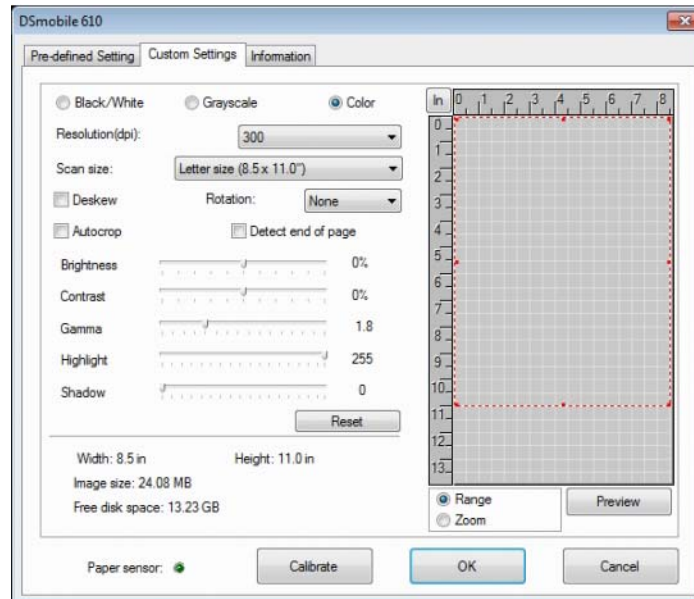 DSmobile 610
Pre-defined Setting Custom Settings Information
Black/White Grayscale Color
Resolution(dpi): 300
Scan size: Letter size (8.5 x 11.0")
Deskew Rotation: None
Autocrop Detect end of page
Brightness 0%
Contrast 0%
Gamma 1.8
Highlight 255
Shadow 0
Reset
Width: 8.5 in Height: 11.0 in
Image size: 24.08 MB
Free disk space: 13.23 GB
In 0 1 2 3 4 5 6 7 8
0
1
2
3
4
5
6
7
8
9
10
11
12
13
Range
Zoom
Preview
Paper sensor: Calibrate OK Cancel